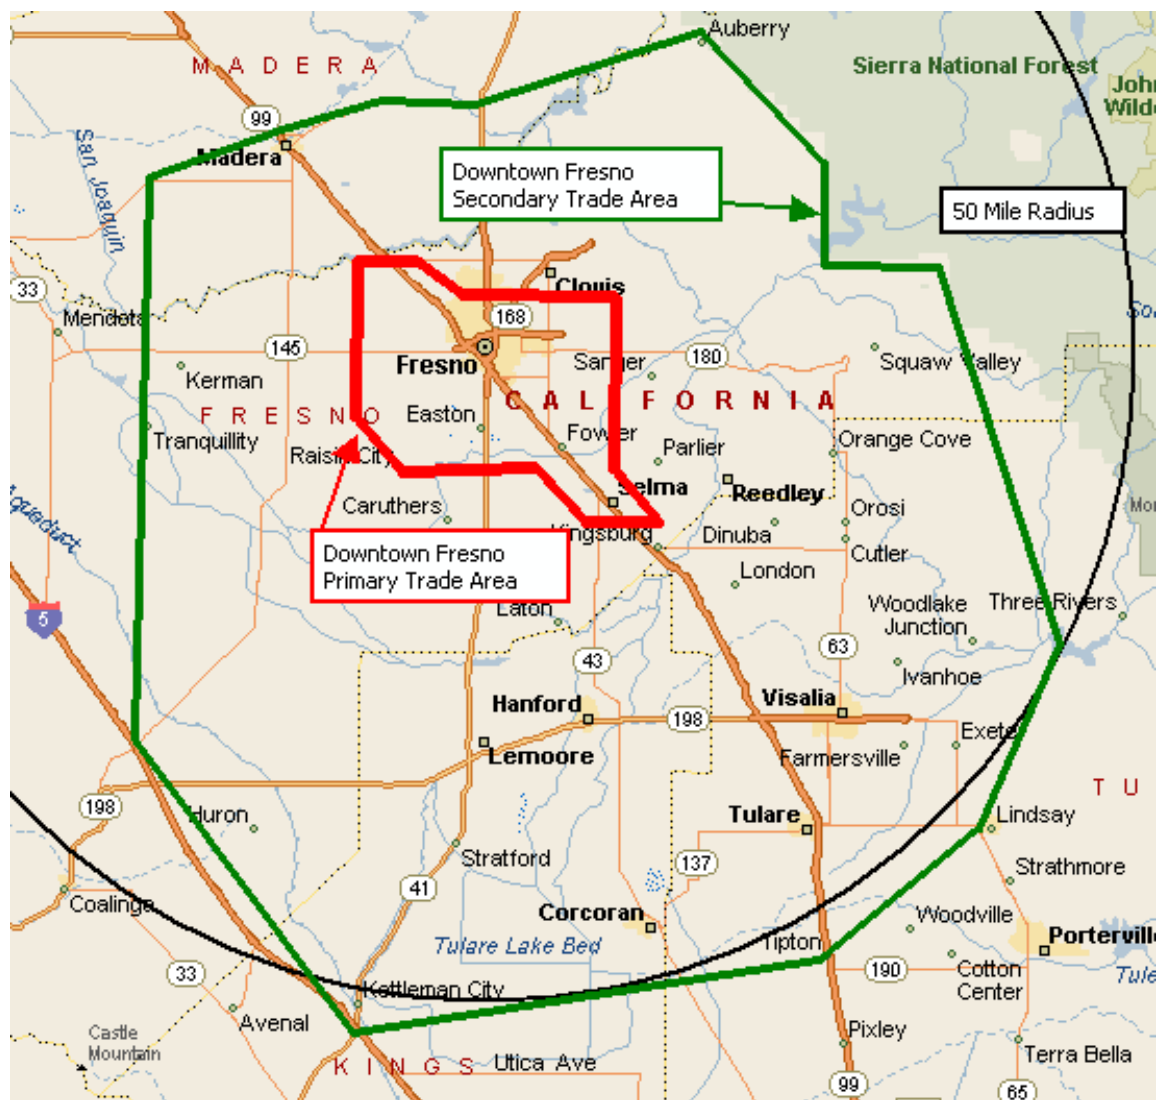 Auberry
M A D E R A
Sierra National Forest
John
Wilde
99
Madera
San Joaquin
Downtown Fresno
Secondary Trade Area
50 Mile Radius
33
Clovis
Mendota
168
145
Fresno
Sanger
180
Squaw Valley
Kerman
F R E S N O
C A L I F O R N I A
Easton
Tranquillity
Raisin City
Fowler
Parlier
Orange Cove
Caruthers
Selma
Reedley
Orosi
Aqueduct
Kingsburg
Dinuba
Cutler
Downtown Fresno
Primary Trade Area
London
5
Laton
Woodlake
Junction
Three Rivers
43
63
Ivanhoe
Hanford
198
Visalia
Lemoore
Farmersville
Exeter
T U
198
Huron
Tulare
Lindsay
Stratford
137
Strathmore
Coalinga
41
Corcoran
Woodville
Tulare Lake Bed
Tipton
Porterville
33
190
Cotton
Center
Tule
Kettleman City
Avenal
Castle
Mountain
Pixley
K I N G S
Utica Ave
Terra Bella
99
65